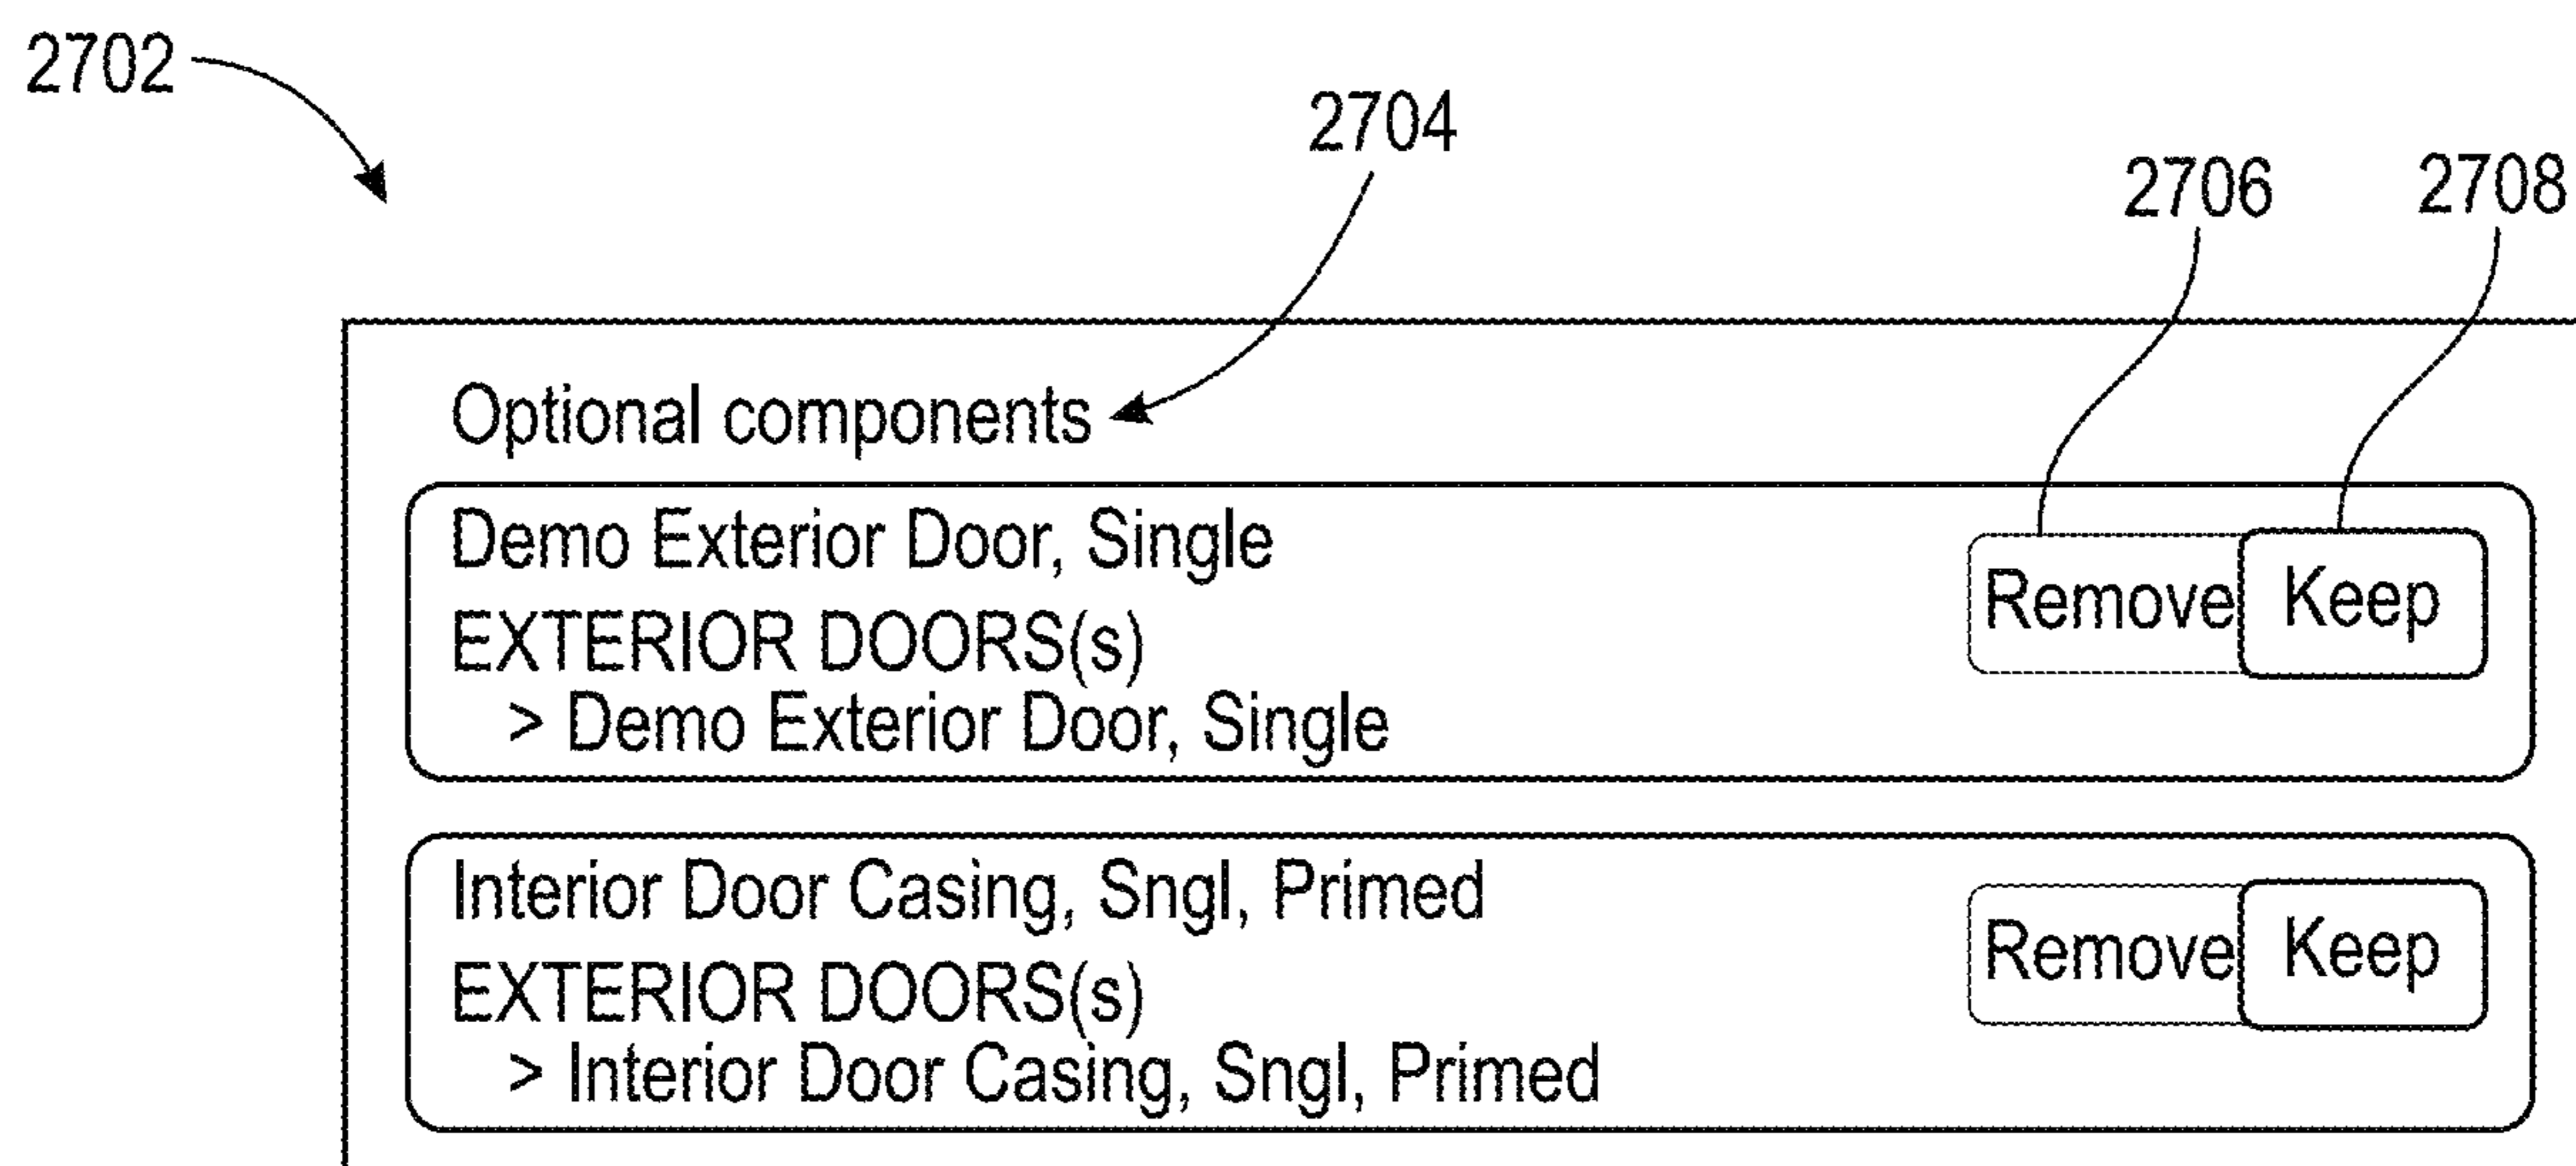 2702
2704
2706 2708
Optional components
Demo Exterior Door, Single
EXTERIOR DOORS(s)
> Demo Exterior Door, Single
Remove Keep
Interior Door Casing, Sngl, Primed
EXTERIOR DOORS(s)
> Interior Door Casing, Sngl, Primed
Remove Keep